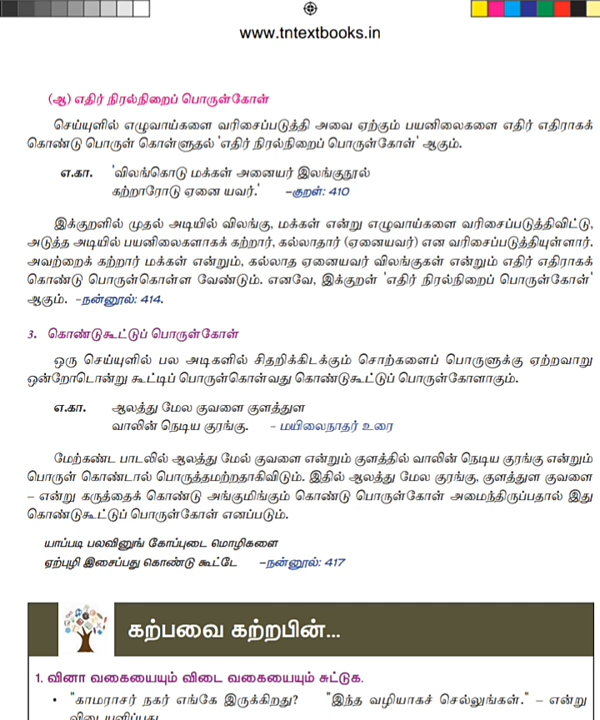 www.tntextbooks.in
(ஆ) எதிர் நிரல்நிறைப் பொருள்கோள்
செய்யுளில் எழுவாய்களை வரிசைப்படுத்தி அவை ஏற்கும் பயனிலைகளை எதிர் எதிராகக்
கொண்டு பொருள் கொள்ளுதல் 'எதிர் நிரல்நிறைப் பொருள்கோள்' ஆகும்.
எ.கா. 'விலங்கொடு மக்கள் அனையர் இலங்குநூல்
கற்றாரோடு ஏனை யவர்.' –குறள்: 410
இக்குறளில் முதல் அடியில் விலங்கு, மக்கள் என்று எழுவாய்களை வரிசைப்படுத்திவிட்டு,
அடுத்த அடியில் பயனிலைகளாகக் கற்றார், கல்லாதார் (ஏனையவர்) என வரிசைப்படுத்தியுள்ளார்.
அவற்றைக் கற்றார் மக்கள் என்றும், கல்லாத ஏனையவர் விலங்குகள் என்றும் எதிர் எதிராகக்
கொண்டு பொருள்கொள்ள வேண்டும். எனவே, இக்குறள் 'எதிர் நிரல்நிறைப் பொருள்கோள்'
ஆகும். –நன்னூல்: 414.
3. கொண்டுகூட்டுப் பொருள்கோள்
ஒரு செய்யுளில் பல அடிகளில் சிதறிக்கிடக்கும் சொற்களைப் பொருளுக்கு ஏற்றவாறு
ஒன்றோடொன்று கூட்டிப் பொருள்கொள்வது கொண்டுகூட்டுப் பொருள்கோளாகும்.
எ.கா. ஆலத்து மேல குவளை குளத்துள
வாலின் நெடிய குரங்கு. – மயிலைநாதர் உரை
மேற்கண்ட பாடலில் ஆலத்து மேல் குவளை என்றும் குளத்தில் வாலின் நெடிய குரங்கு என்றும்
பொருள் கொண்டால் பொருத்தமற்றதாகிவிடும். இதில் ஆலத்து மேல குரங்கு, குளத்துள குவளை
– என்று கருத்தைக் கொண்டு அங்குமிங்கும் கொண்டு பொருள்கோள் அமைந்திருப்பதால் இது
கொண்டுகூட்டுப் பொருள்கோள் எனப்படும்.
யாப்படி பலவினுங் கோப்புடை மொழிகளை
ஏற்புழி இசைப்பது கொண்டு கூட்டே –நன்னூல்: 417
கற்பவை கற்றபின்...
1. வினா வகையையும் விடை வகையையும் சுட்டுக.
• "காமராசர் நகர் எங்கே இருக்கிறது? "இந்த வழியாகச் செல்லுங்கள்." – என்று
விடையளிப்பது